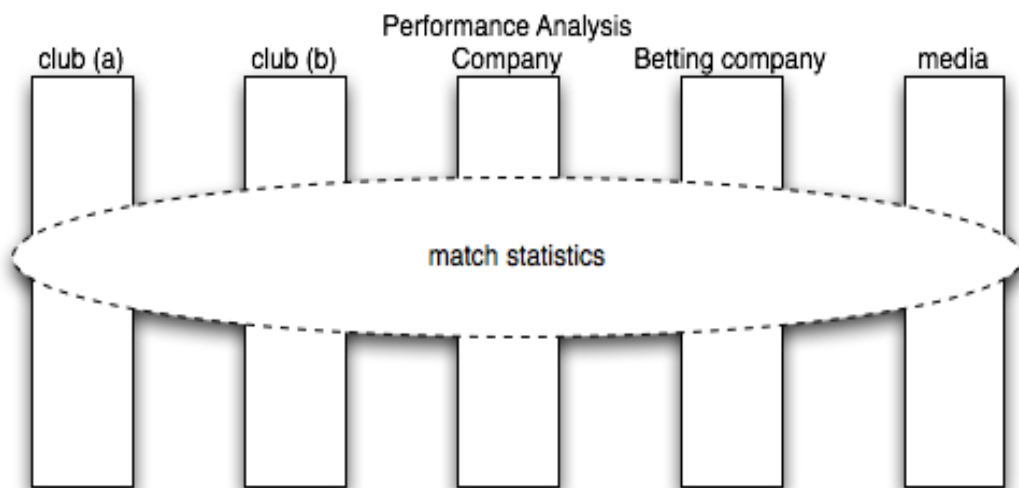 Performance Analysis
club (a) club (b) Company Betting company media
match statistics